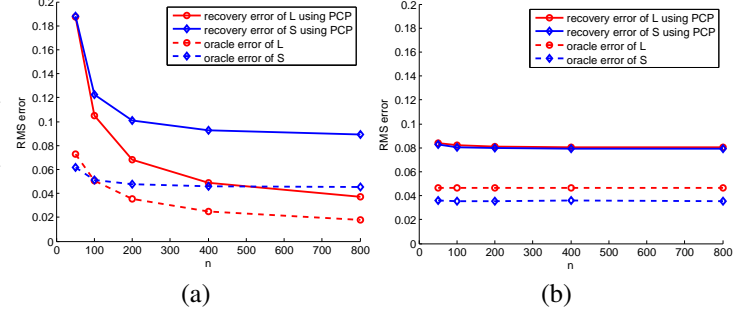 0.2
0.18
0.16
0.14
0.12
0.1
0.08
0.06
0.04
0.02
0
RMS error
0 100 200 300 400 500 600 700 800
n
recovery error of L using PCP
recovery error of S using PCP
oracle error of L
oracle error of S
(a)
0.2
0.18
0.16
0.14
0.12
0.1
0.08
0.06
0.04
0.02
0
RMS error
0 100 200 300 400 500 600 700 800
n
recovery error of L using PCP
recovery error of S using PCP
oracle error of L
oracle error of S
(b)